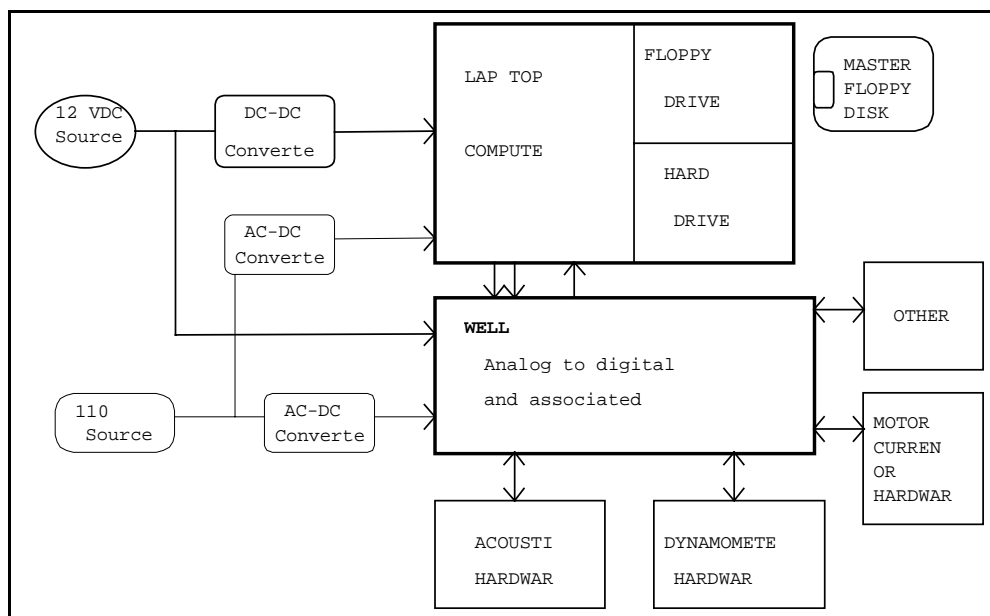 LAP TOP
COMPUTE
FLOPPY
DRIVE
HARD
DRIVE
MASTER
FLOPPY
DISK
12 VDC
Source
DC-DC
Converte
AC-DC
Converte
WELL
Analog to digital
and associated
OTHER
110
Source
AC-DC
Converte
MOTOR
CURREN
OR
HARDWAR
ACOUSTI
HARDWAR
DYNAMOMETE
HARDWAR